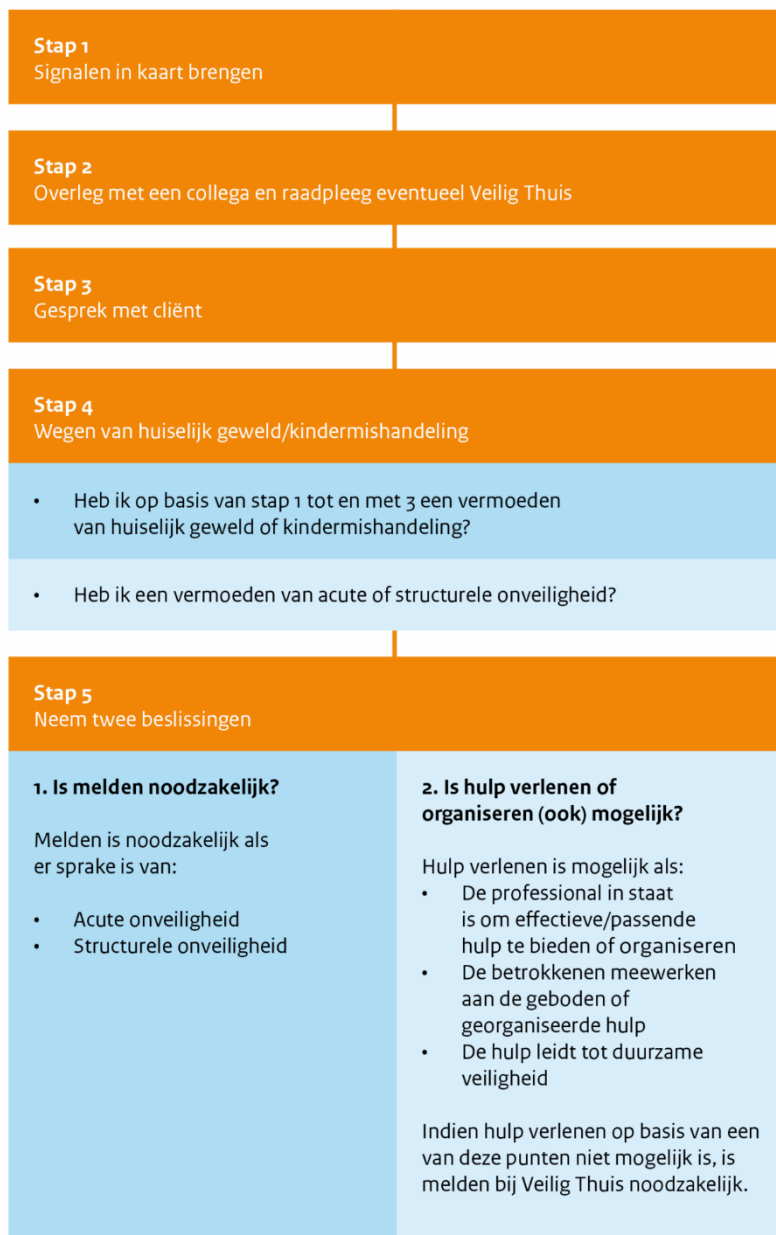 Stap 1
Signalen in kaart brengen
Stap 2
Overleg met een collega en raadpleeg eventueel Veilig Thuis
Stap 3
Gesprek met cliënt
Stap 4
Wegen van huiselijk geweld/kindermishandeling
• Heb ik op basis van stap 1 tot en met 3 een vermoeden
van huiselijk geweld of kindermishandeling?
• Heb ik een vermoeden van acute of structurele onveiligheid?
Stap 5
Neem twee beslissingen
1. Is melden noodzakelijk?
Melden is noodzakelijk als
er sprake is van:
• Acute onveiligheid
• Structurele onveiligheid
2. Is hulp verlenen of
organiseren (ook) mogelijk?
Hulp verlenen is mogelijk als:
• De professional in staat
is om effectieve/passende
hulp te bieden of organiseren
• De betrokkenen meewerken
aan de geboden of
georganiseerde hulp
• De hulp leidt tot duurzame
veiligheid
Indien hulp verlenen op basis van een
van deze punten niet mogelijk is, is
melden bij Veilig Thuis noodzakelijk.